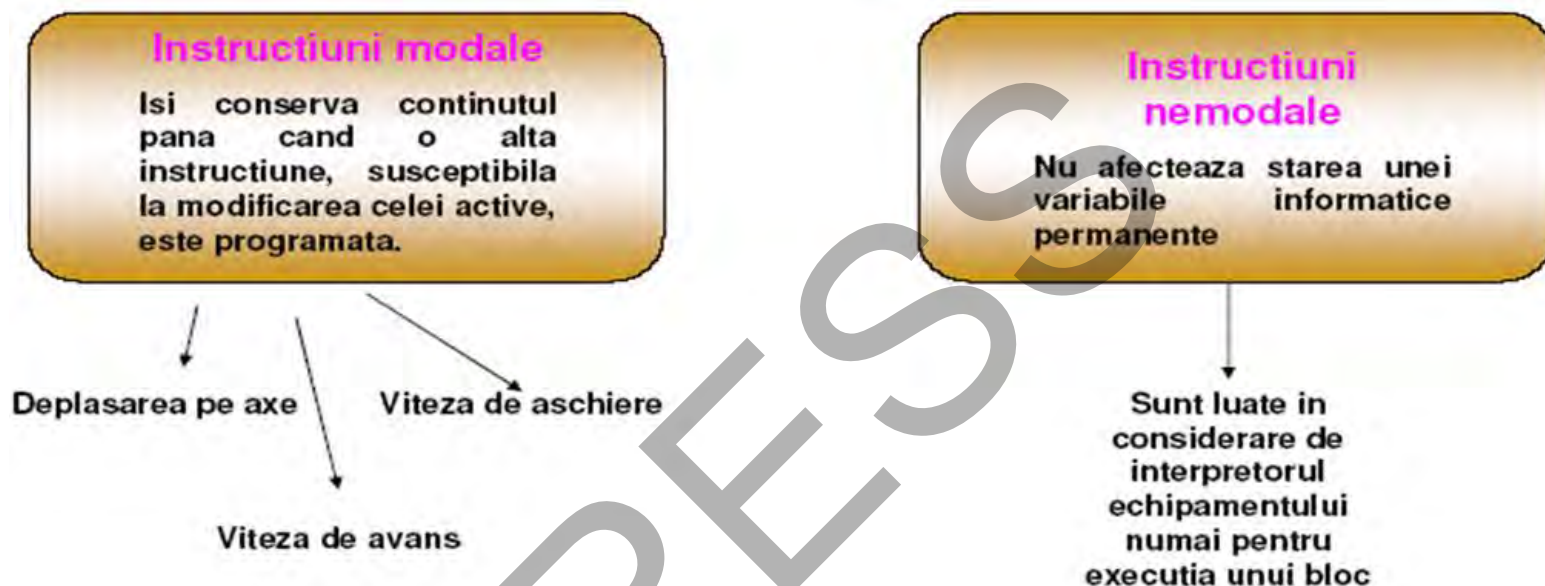 Instructiuni modale
Isi conserva continutul
pana cand o alta
instructiune, susceptibila
la modificarea celei active,
este programata.
Instructiuni
nemodale
Nu afecteaza starea unei
variabile informatice
permanente
Deplasarea pe axe
Viteza de aschiere
Viteza de avans
Sunt luate in
considerare de
interpretorul
echipamentului
numai pentru
executia unui bloc
PRESS